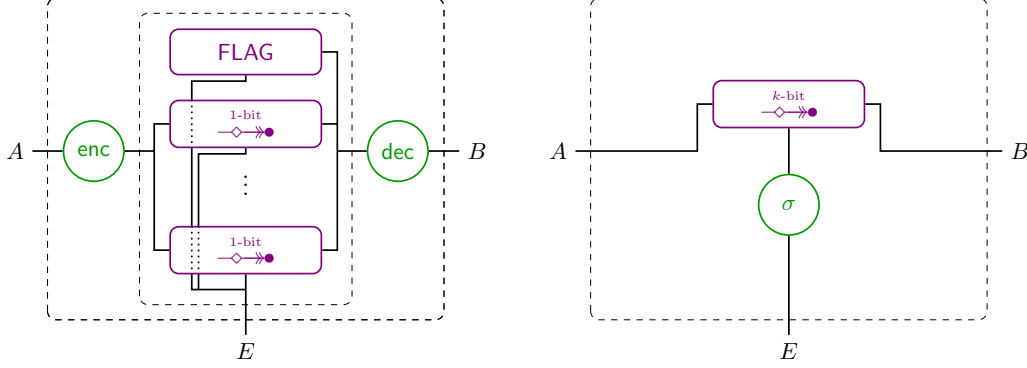 FLAG
1-bit
A enc dec B
⋮
1-bit
E
k-bit
A B
σ
E